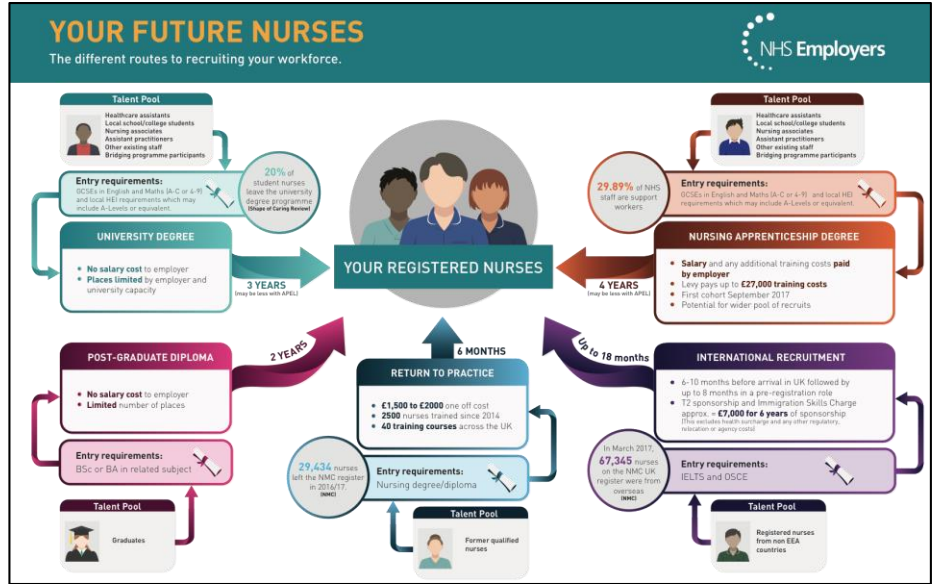 YOUR FUTURE NURSES
The different routes to recruiting your workforce.
NHS Employers
Talent Pool
Healthcare assistants
Local school/college students
Nursing associates
Assistant practitioners
Other existing staff
Bridging programme participants
Entry requirements:
GCSEs in English and Maths (A-C or 4-9)
and local HEI requirements which may
include A-Levels or equivalent.
20% of
student nurses
leave the university
degree programme
(Shape of Caring Review)
UNIVERSITY DEGREE
• No salary cost to employer
• Places limited by employer and
university capacity
3 YEARS
(may be less with APEL)
YOUR REGISTERED NURSES
Talent Pool
Healthcare assistants
Local school/college students
Nursing associates
Assistant practitioners
Other existing staff
Bridging programme participants
29.89% of NHS
staff are support
workers
Entry requirements:
GCSEs in English and Maths (A-C or 4-9) and local HEI
requirements which may include A-Levels or equivalent.
NURSING APPRENTICESHIP DEGREE
• Salary and any additional training costs paid
by employer
• Levy pays up to £27,000 training costs
• First cohort September 2017
• Potential for wider pool of recruits
4 YEARS
(may be less with APEL)
POST-GRADUATE DIPLOMA
• No salary cost to employer
• Limited number of places
2 YEARS
Entry requirements:
BSc or BA in related subject
Talent Pool
Graduates
6 MONTHS
RETURN TO PRACTICE
• £1,500 to £2000 one off cost
• 2500 nurses trained since 2014
• 40 training courses across the UK
29,434 nurses
left the NMC register
in 2016/17.
(NMC)
Entry requirements:
Nursing degree/diploma
Talent Pool
Former qualified
nurses
Up to 18 months
INTERNATIONAL RECRUITMENT
• 6-10 months before arrival in UK followed by
up to 8 months in a pre-registration role
• T2 sponsorship and Immigration Skills Charge
approx. = £7,000 for 6 years of sponsorship
(This excludes health surcharge and any other regulatory,
relocation or agency costs)
In March 2017,
67,345 nurses
on the NMC UK
register were from
overseas
(NMC)
Entry requirements:
IELTS and OSCE
Talent Pool
Registered nurses
from non EEA
countries